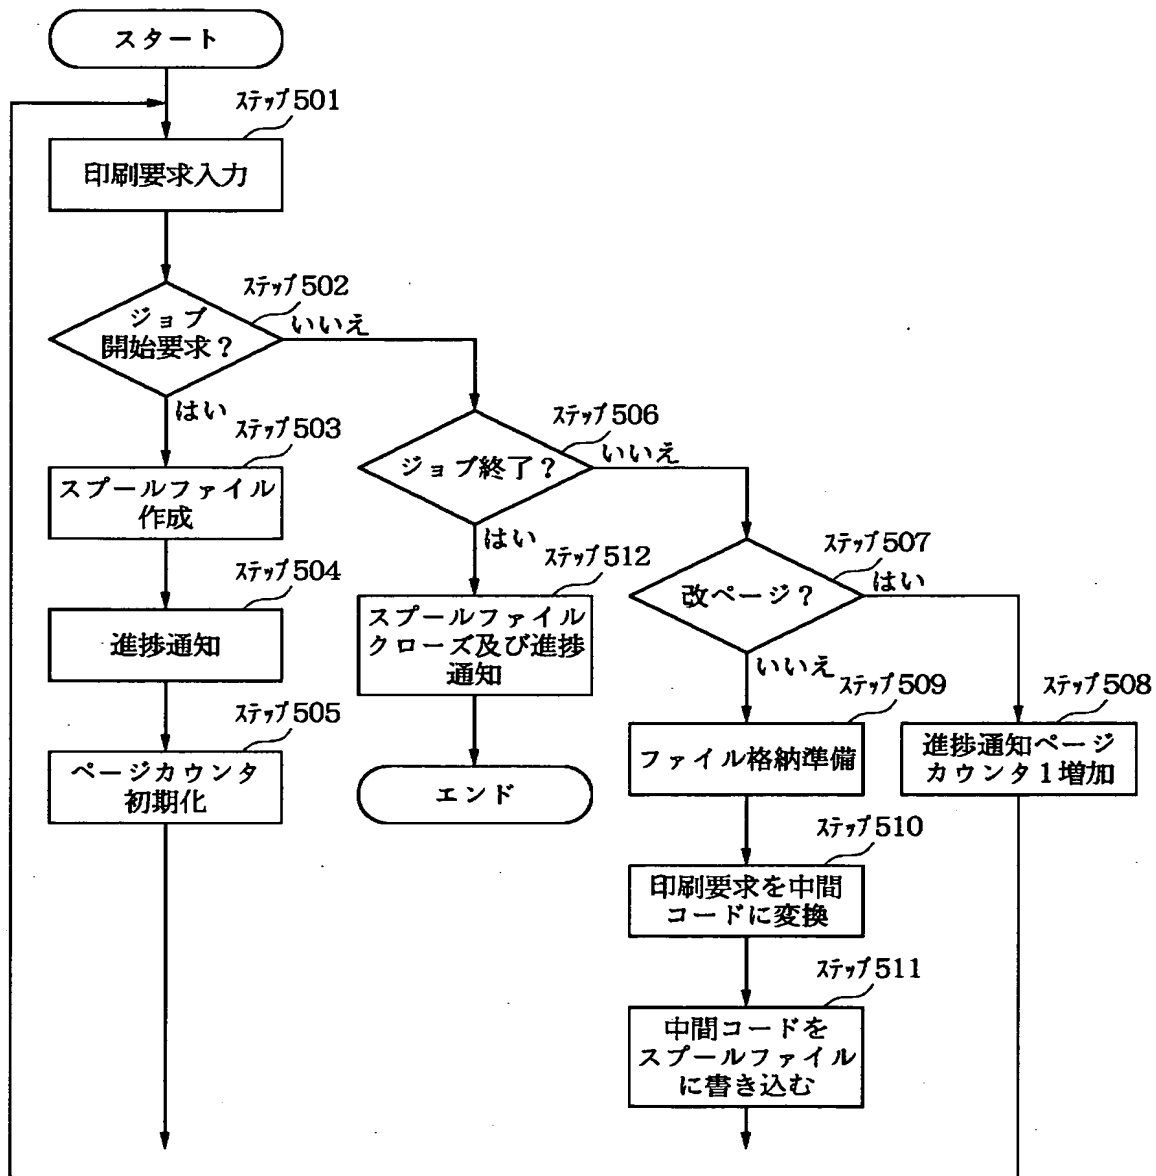 スタート
ステップ501
印刷要求入力
ステップ502
ジョブ
開始要求?
いいえ
はい
ステップ503
スプールファイル
作成
ステップ504
進捗通知
ステップ505
ページカウンタ
初期化
ステップ506
ジョブ終了?
いいえ
はい
ステップ512
スプールファイル
クローズ及び進捗
通知
エンド
ステップ507
改ページ?
はい
いいえ
ステップ509
ファイル格納準備
ステップ508
進捗通知ページ
カウンタ1増加
ステップ510
印刷要求を中間
コードに変換
ステップ511
中間コードを
スプールファイル
に書き込む